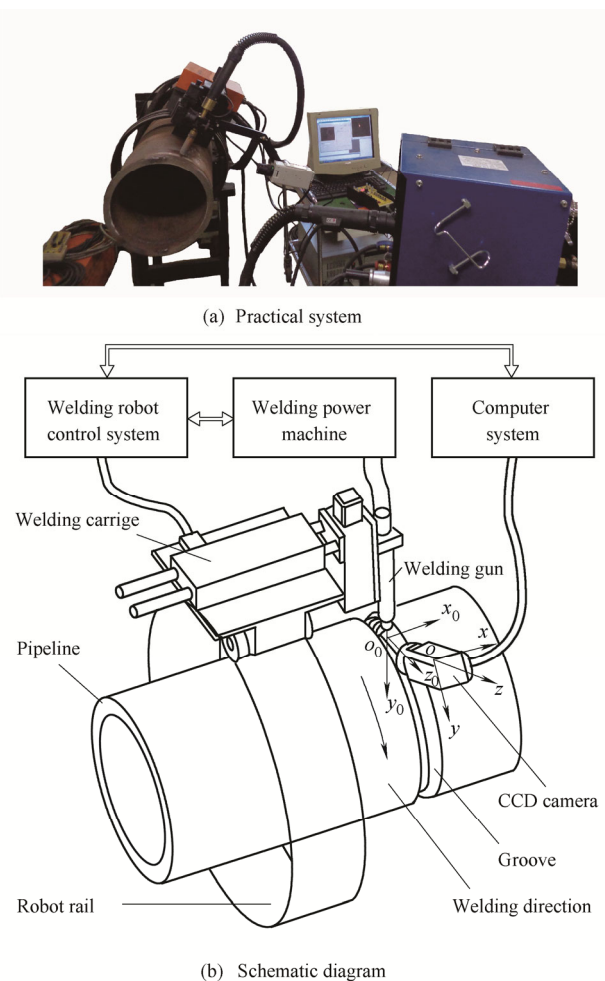 (a) Practical system
Welding robot
control system
Welding power
machine
Computer
system
Welding carrige
Welding gun
x0
x
o0
o
z0
z
Pipeline
y0
y
CCD camera
Groove
Robot rail
Welding direction
(b) Schematic diagram